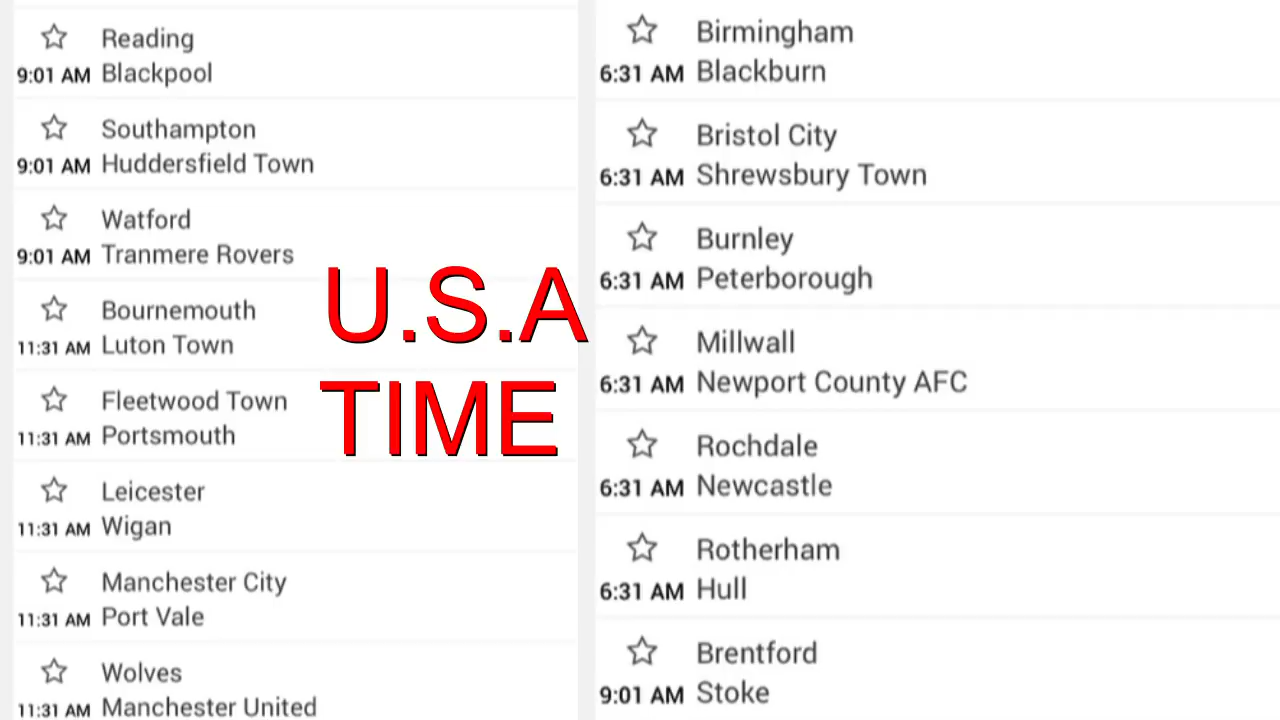 Reading
9:01 AM Blackpool
Southampton
9:01 AM Huddersfield Town
Watford
9:01 AM Tranmere Rovers
Bournemouth
11:31 AM Luton Town
Fleetwood Town
11:31 AM Portsmouth
Leicester
11:31 AM Wigan
Manchester City
11:31 AM Port Vale
Wolves
11:31 AM Manchester United
U.S.A
TIME
Birmingham
6:31 AM Blackburn
Bristol City
6:31 AM Shrewsbury Town
Burnley
6:31 AM Peterborough
Millwall
6:31 AM Newport County AFC
Rochdale
6:31 AM Newcastle
Rotherham
6:31 AM Hull
Brentford
9:01 AM Stoke